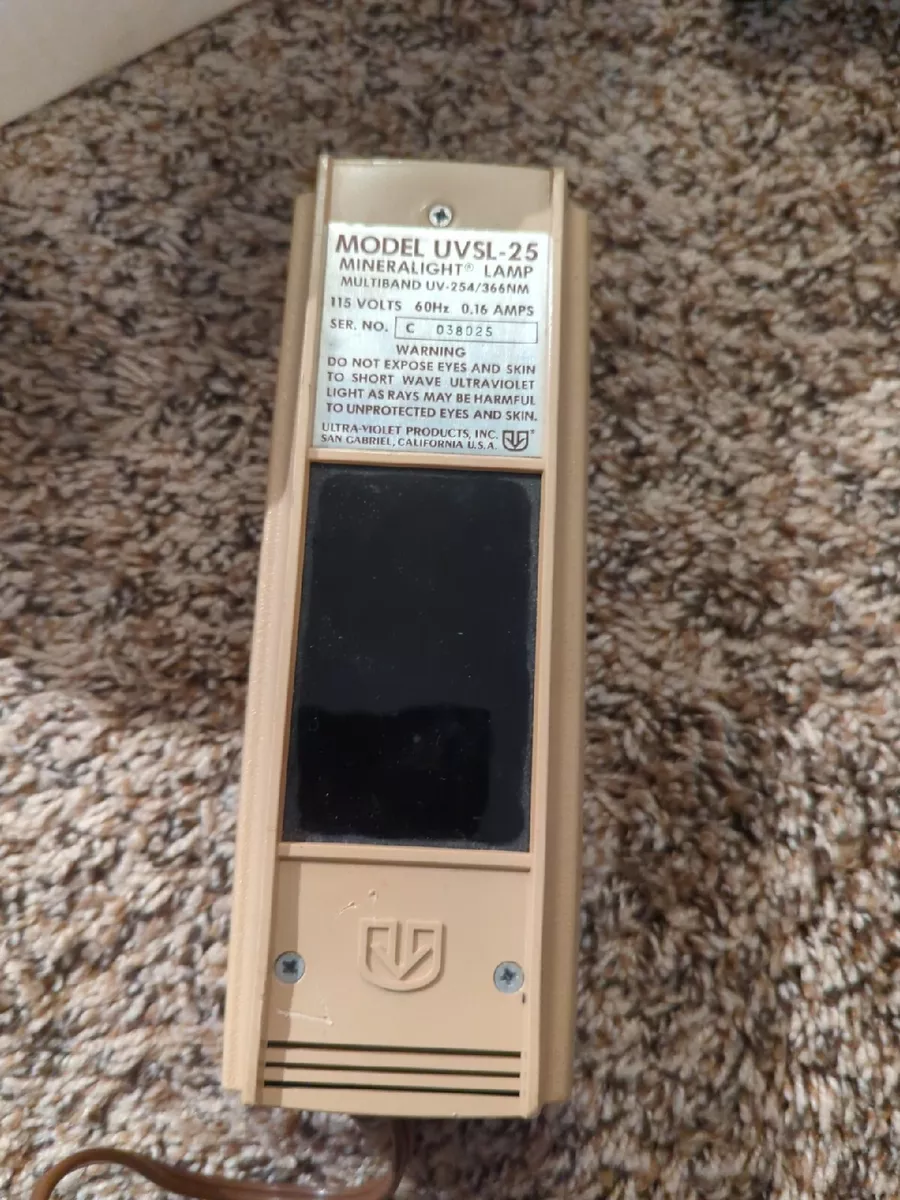 MODEL UVSL-25
MINERALIGHT® LAMP
MULTIBAND UV-254/366NM
115 VOLTS 60Hz 0.16 AMPS
SER. NO. C 038025
WARNING
DO NOT EXPOSE EYES AND SKIN
TO SHORT WAVE ULTRAVIOLET
LIGHT AS RAYS MAY BE HARMFUL
TO UNPROTECTED EYES AND SKIN.
ULTRA-VIOLET PRODUCTS, INC.
SAN GABRIEL, CALIFORNIA U.S.A.